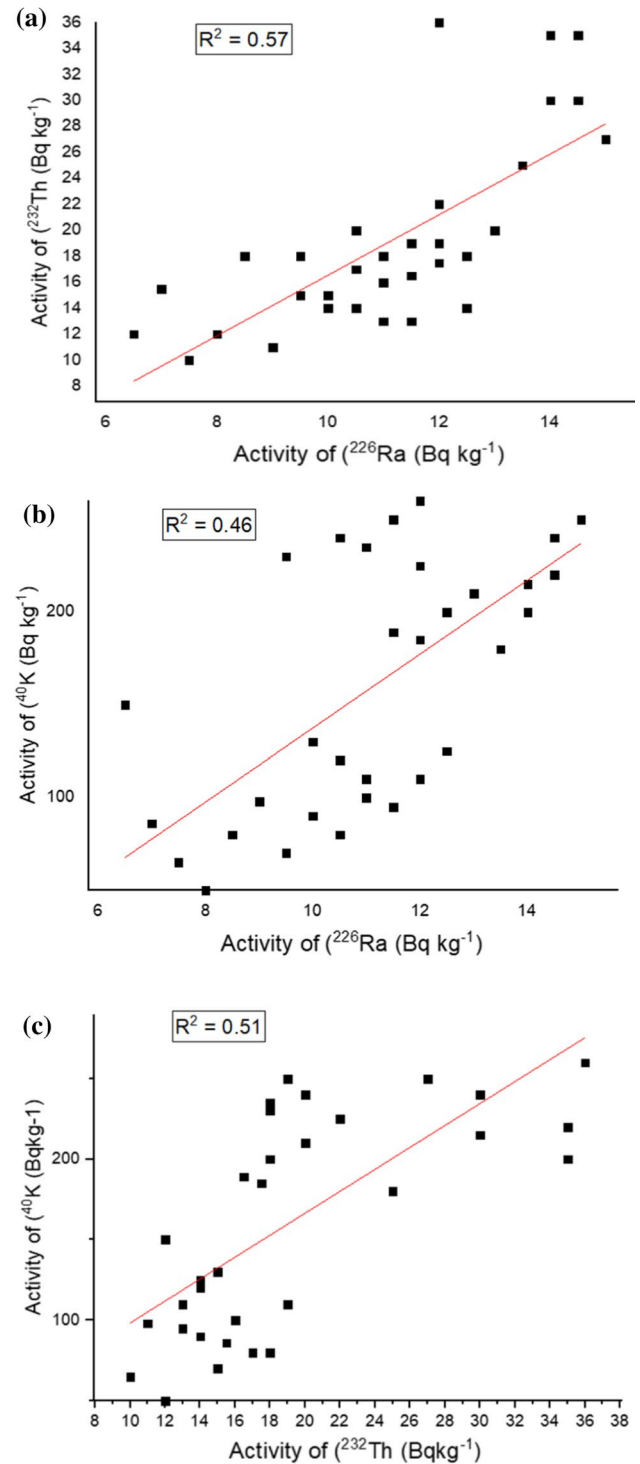 (a)
R² = 0.57
36
34
32
30
28
26
24
22
20
18
16
14
12
10
8
Activity of (²³²Th (Bq kg⁻¹)
6 8 10 12 14
Activity of (²²⁶Ra (Bq kg⁻¹)
(b)
R² = 0.46
200
100
Activity of (⁴⁰K (Bq kg⁻¹)
6 8 10 12 14
Activity of (²²⁶Ra (Bq kg⁻¹)
(c)
R² = 0.51
200
100
Activity of (⁴⁰K (Bqkg-1)
8 10 12 14 16 18 20 22 24 26 28 30 32 34 36 38
Activity of (²³²Th (Bqkg⁻¹)